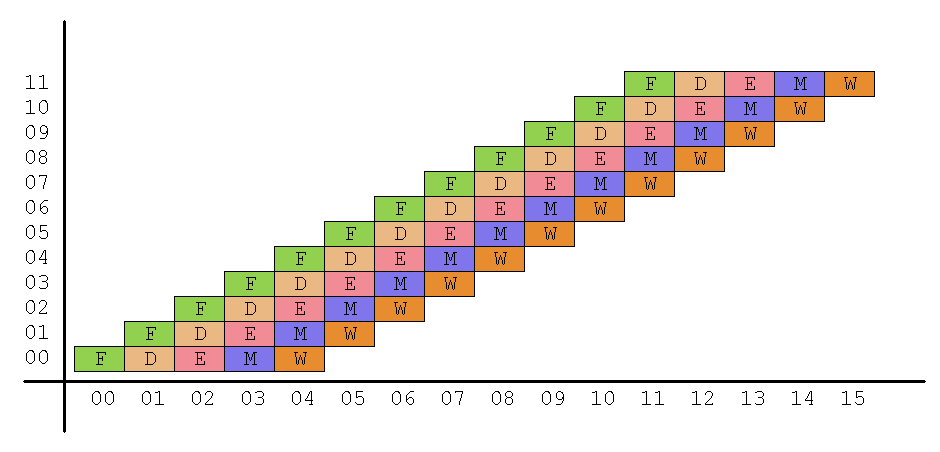 11 F D E M W
10 F D E M W
09 F D E M W
08 F D E M W
07 F D E M W
06 F D E M W
05 F D E M W
04 F D E M W
03 F D E M W
02 F D E M W
01 F D E M W
00 F D E M W
00 01 02 03 04 05 06 07 08 09 10 11 12 13 14 15